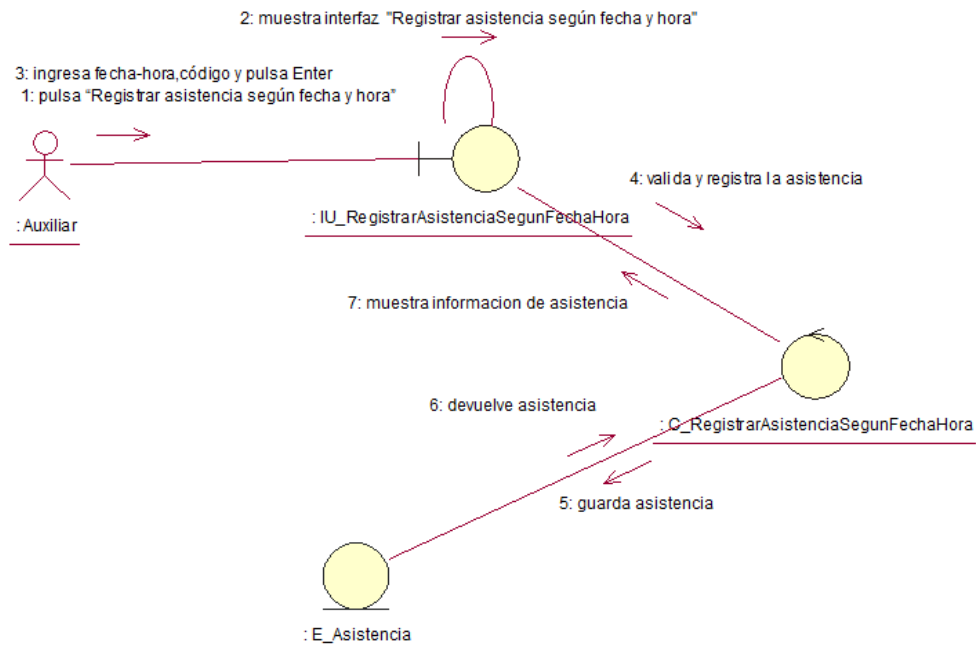 2: muestra interfaz "Registrar asistencia según fecha y hora"
3: ingresa fecha-hora,código y pulsa Enter
1: pulsa “Registrar asistencia según fecha y hora”
4: valida y registra la asistencia
: Auxiliar
: IU_RegistrarAsistenciaSegunFechaHora
7: muestra informacion de asistencia
6: devuelve asistencia
: C_RegistrarAsistenciaSegunFechaHora
5: guarda asistencia
: E_Asistencia